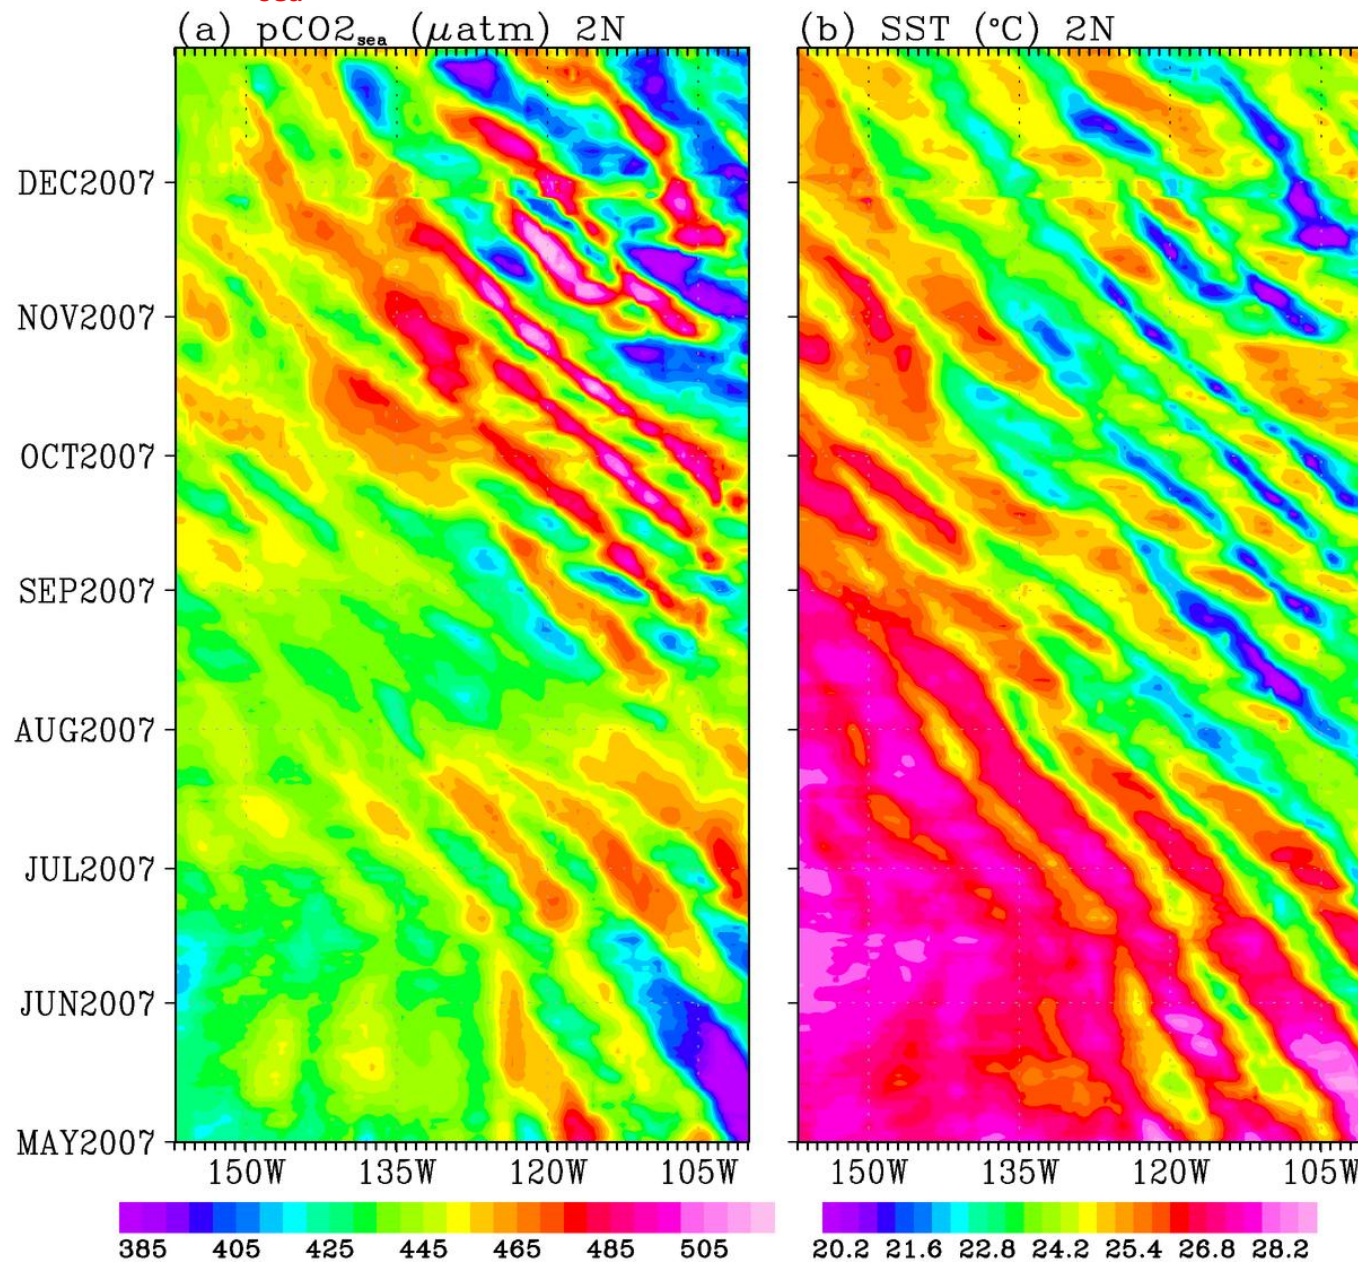 sea
(a) pCO2sea (μatm) 2N
(b) SST (°C) 2N
DEC2007
NOV2007
OCT2007
SEP2007
AUG2007
JUL2007
JUN2007
MAY2007
150W 135W 120W 105W
150W 135W 120W 105W
385 405 425 445 465 485 505
20.2 21.6 22.8 24.2 25.4 26.8 28.2